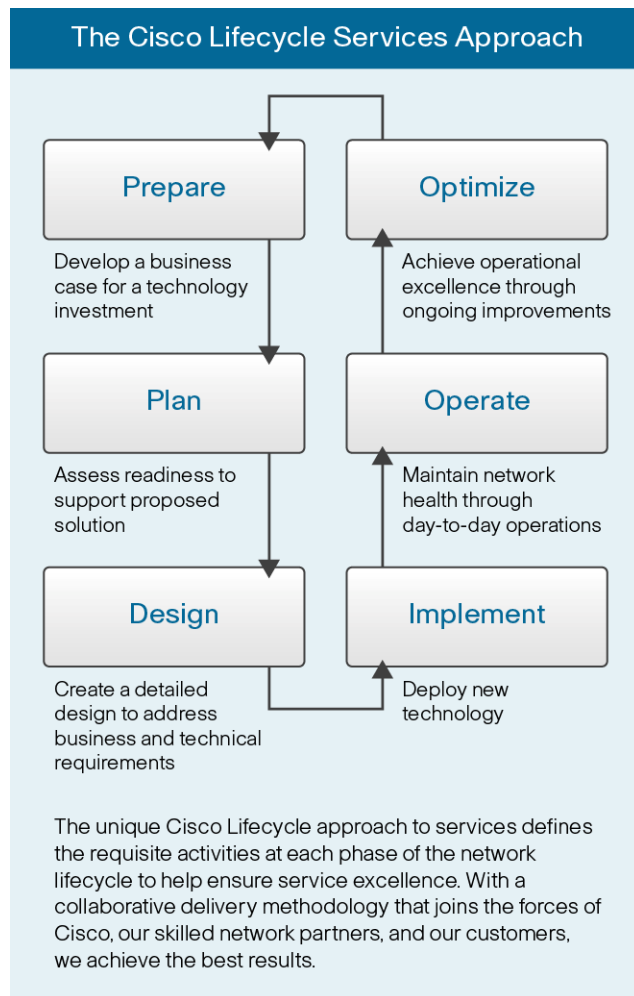 The Cisco Lifecycle Services Approach
Prepare
Develop a business
case for a technology
investment
Plan
Assess readiness to
support proposed
solution
Design
Create a detailed
design to address
business and technical
requirements
Implement
Deploy new
technology
Operate
Maintain network
health through
day-to-day operations
Optimize
Achieve operational
excellence through
ongoing improvements
The unique Cisco Lifecycle approach to services defines
the requisite activities at each phase of the network
lifecycle to help ensure service excellence. With a
collaborative delivery methodology that joins the forces of
Cisco, our skilled network partners, and our customers,
we achieve the best results.